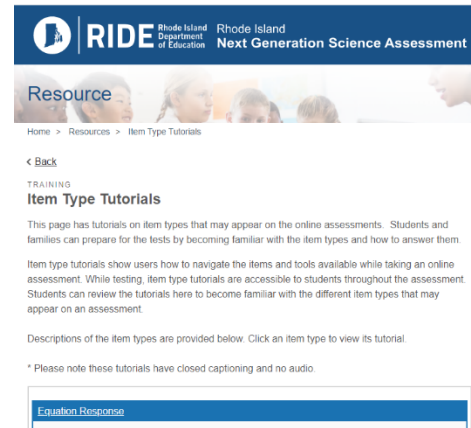 RIDE Rhode Island Department of Education
Rhode Island
Next Generation Science Assessment
Resource
Home > Resources > Item Type Tutorials
< Back
TRAINING
Item Type Tutorials
This page has tutorials on item types that may appear on the online assessments. Students and
families can prepare for the tests by becoming familiar with the item types and how to answer them.
Item type tutorials show users how to navigate the items and tools available while taking an online
assessment. While testing, item type tutorials are accessible to students throughout the assessment.
Students can review the tutorials here to become familiar with the different item types that may
appear on an assessment.
Descriptions of the item types are provided below. Click an item type to view its tutorial.
* Please note these tutorials have closed captioning and no audio.
Equation Response